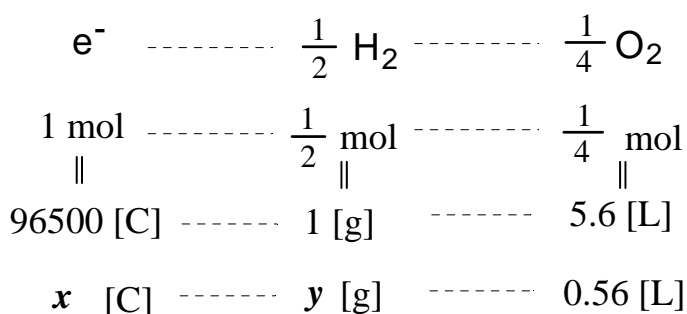 e⁻ ---------- 1/2 H₂ ---------- 1/4 O₂
1 mol ---------- 1/2 mol ---------- 1/4 mol
|| || ||
96500 [C] ------- 1 [g] ------- 5.6 [L]
x [C] ------- y [g] ------- 0.56 [L]